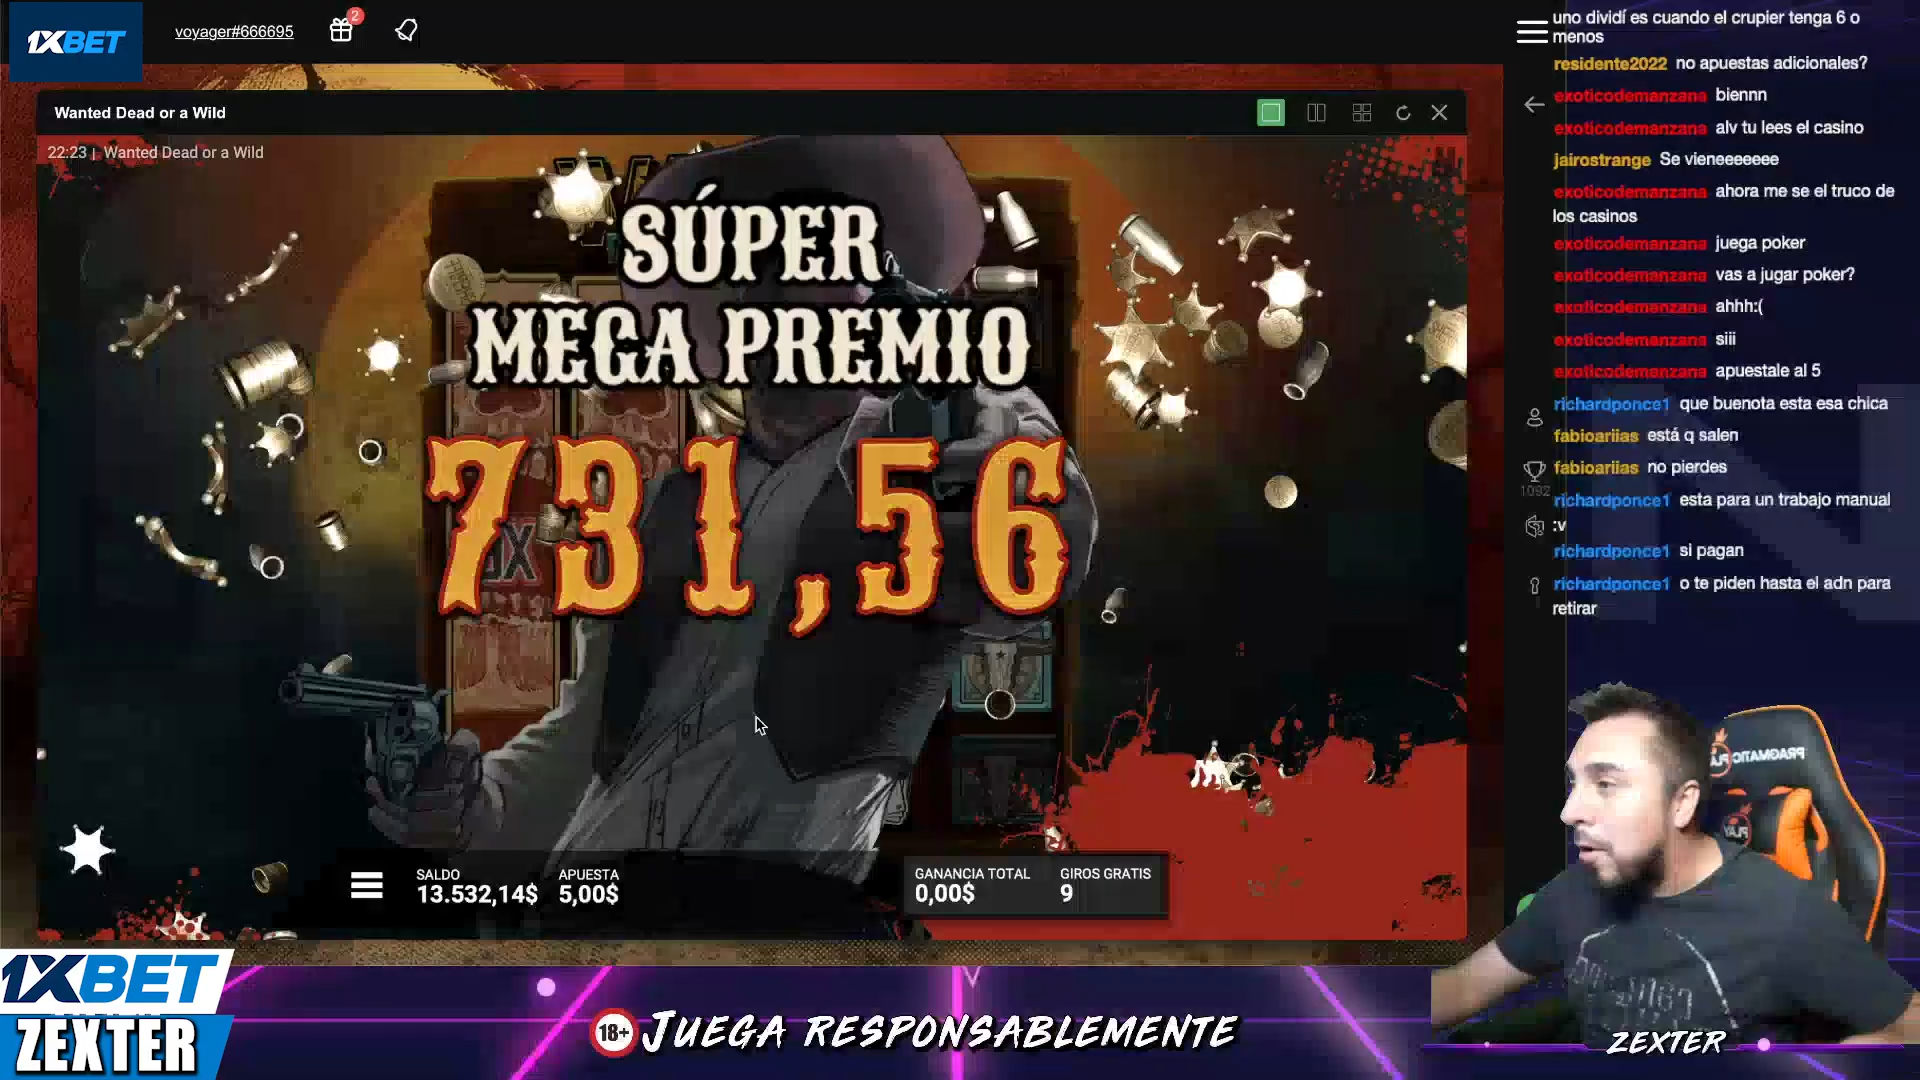 1XBET
voyager#666695
2
Wanted Dead or a Wild
22:23 | Wanted Dead or a Wild
SÚPER
MEGA PREMIO
731,56
SALDO
13.532,14$
APUESTA
5,00$
GANANCIA TOTAL
0,00$
GIROS GRATIS
9
uno dividí es cuando el crupier tenga 6 o
menos
residente2022 no apuestas adicionales?
exoticodemanzana biennn
exoticodemanzana alv tu lees el casino
jairostrange Se vieneeeeeee
exoticodemanzana ahora me se el truco de
los casinos
exoticodemanzana juega poker
exoticodemanzana vas a jugar poker?
exoticodemanzana ahhh:(
exoticodemanzana siii
exoticodemanzana apuestale al 5
richardponce1 que buenota esta esa chica
fabioariias está q salen
fabioariias no pierdes
1092
richardponce1 esta para un trabajo manual
:v
richardponce1 si pagan
richardponce1 o te piden hasta el adn para
retirar
PRAGMATIC
PLAY
1XBET
ZEXTER
18+ JUEGA RESPONSABLEMENTE
ZEXTER